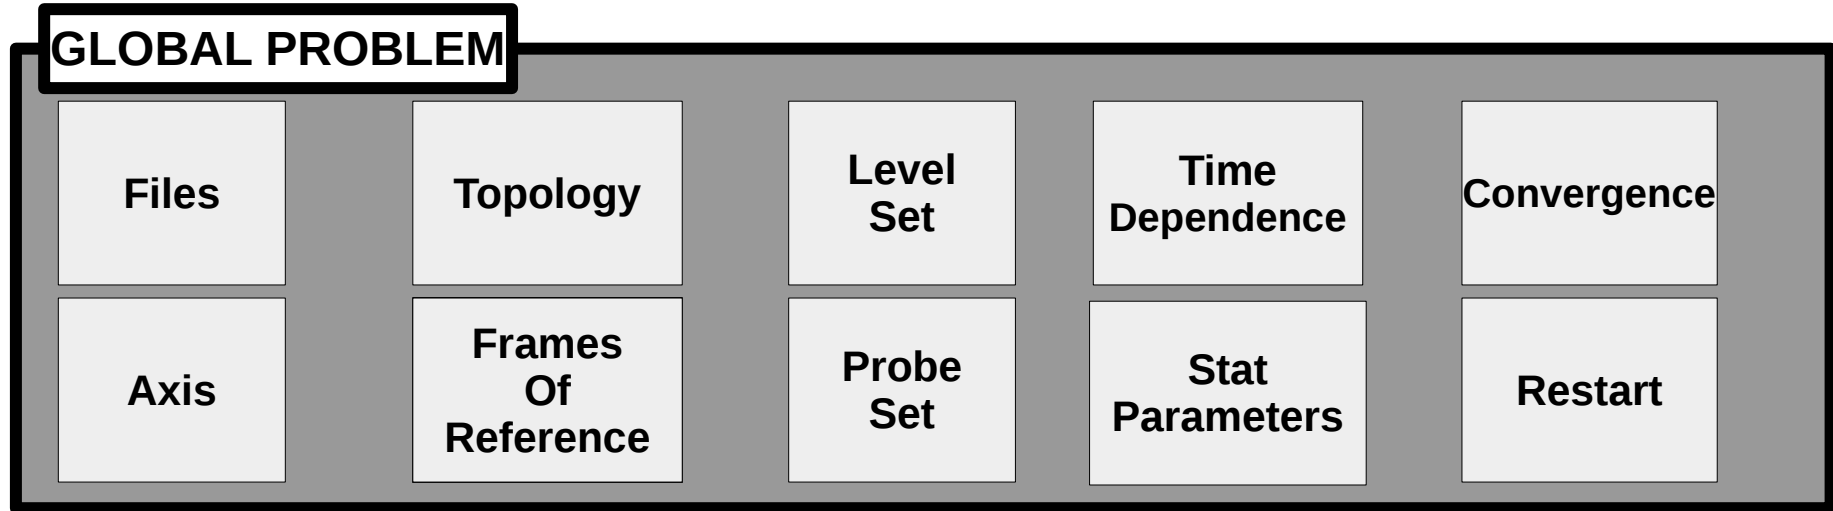 GLOBAL PROBLEM
Files
Topology
Level
Set
Time
Dependence
Convergence
Axis
Frames
Of
Reference
Probe
Set
Stat
Parameters
Restart